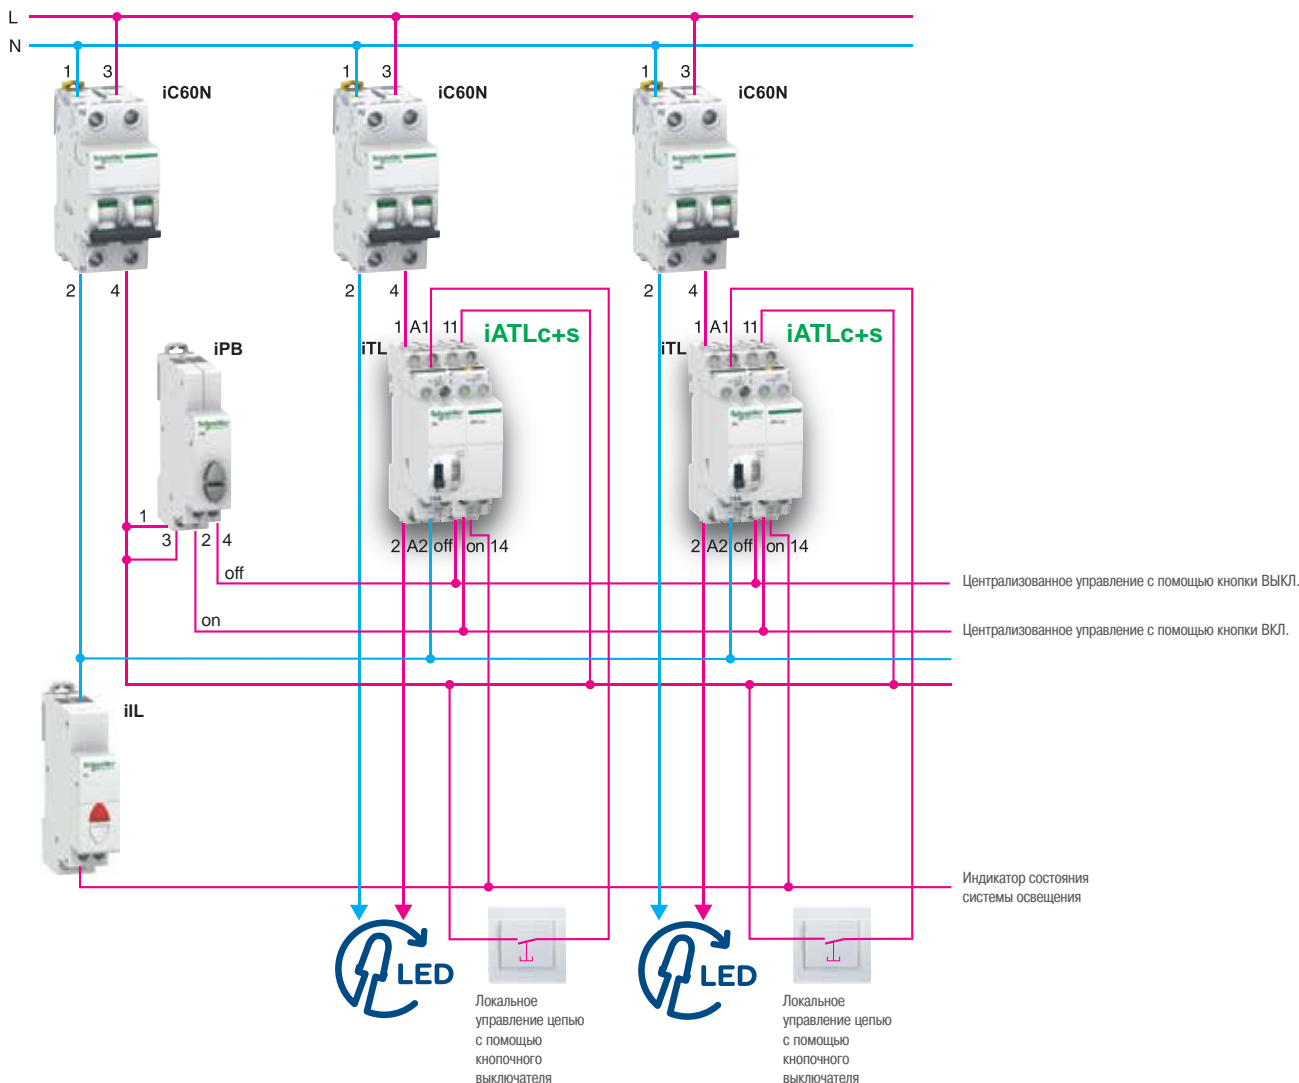 L
N
1 3 1 3 1 3
iC60N iC60N iC60N
2 4 2 4 2 4
1 A1 11 iATLc+s 1 A1 11 iATLc+s
iPB iTL iTL
Schneider Schneider Schneider
1
3 2 4 2 A2 off on 14 2 A2 off on 14
off Централизованное управление с помощью кнопки ВЫКЛ.
on Централизованное управление с помощью кнопки ВКЛ.
iIL
Индикатор состояния
системы освещения
LED LED
Локальное
управление цепью
с помощью
кнопочного
выключателя
Локальное
управление цепью
с помощью
кнопочного
выключателя